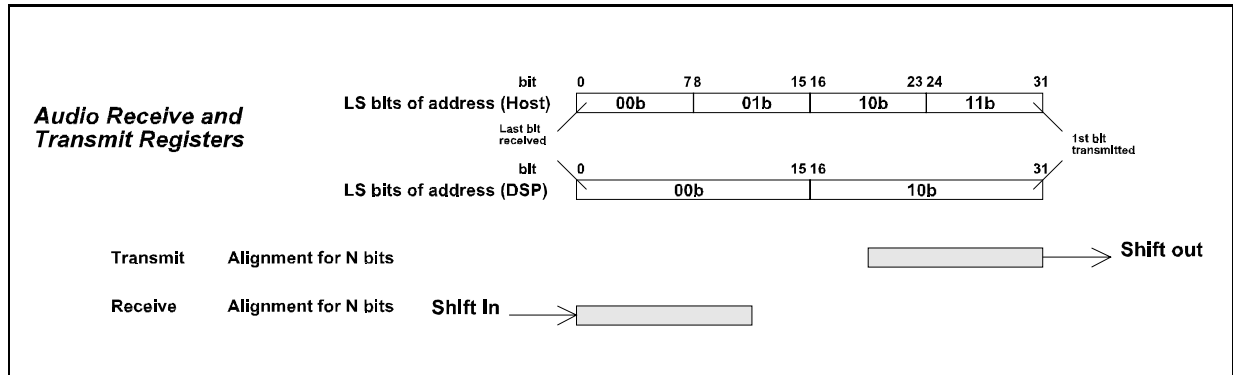 bit 0 7 8 15 16 23 24 31
LS bits of address (Host) 00b 01b 10b 11b
Audio Receive and
Transmit Registers
Last bit
received
1st bit
transmitted
bit 0 15 16 31
LS bits of address (DSP) 00b 10b
Transmit Alignment for N bits Shift out
Receive Alignment for N bits Shift In